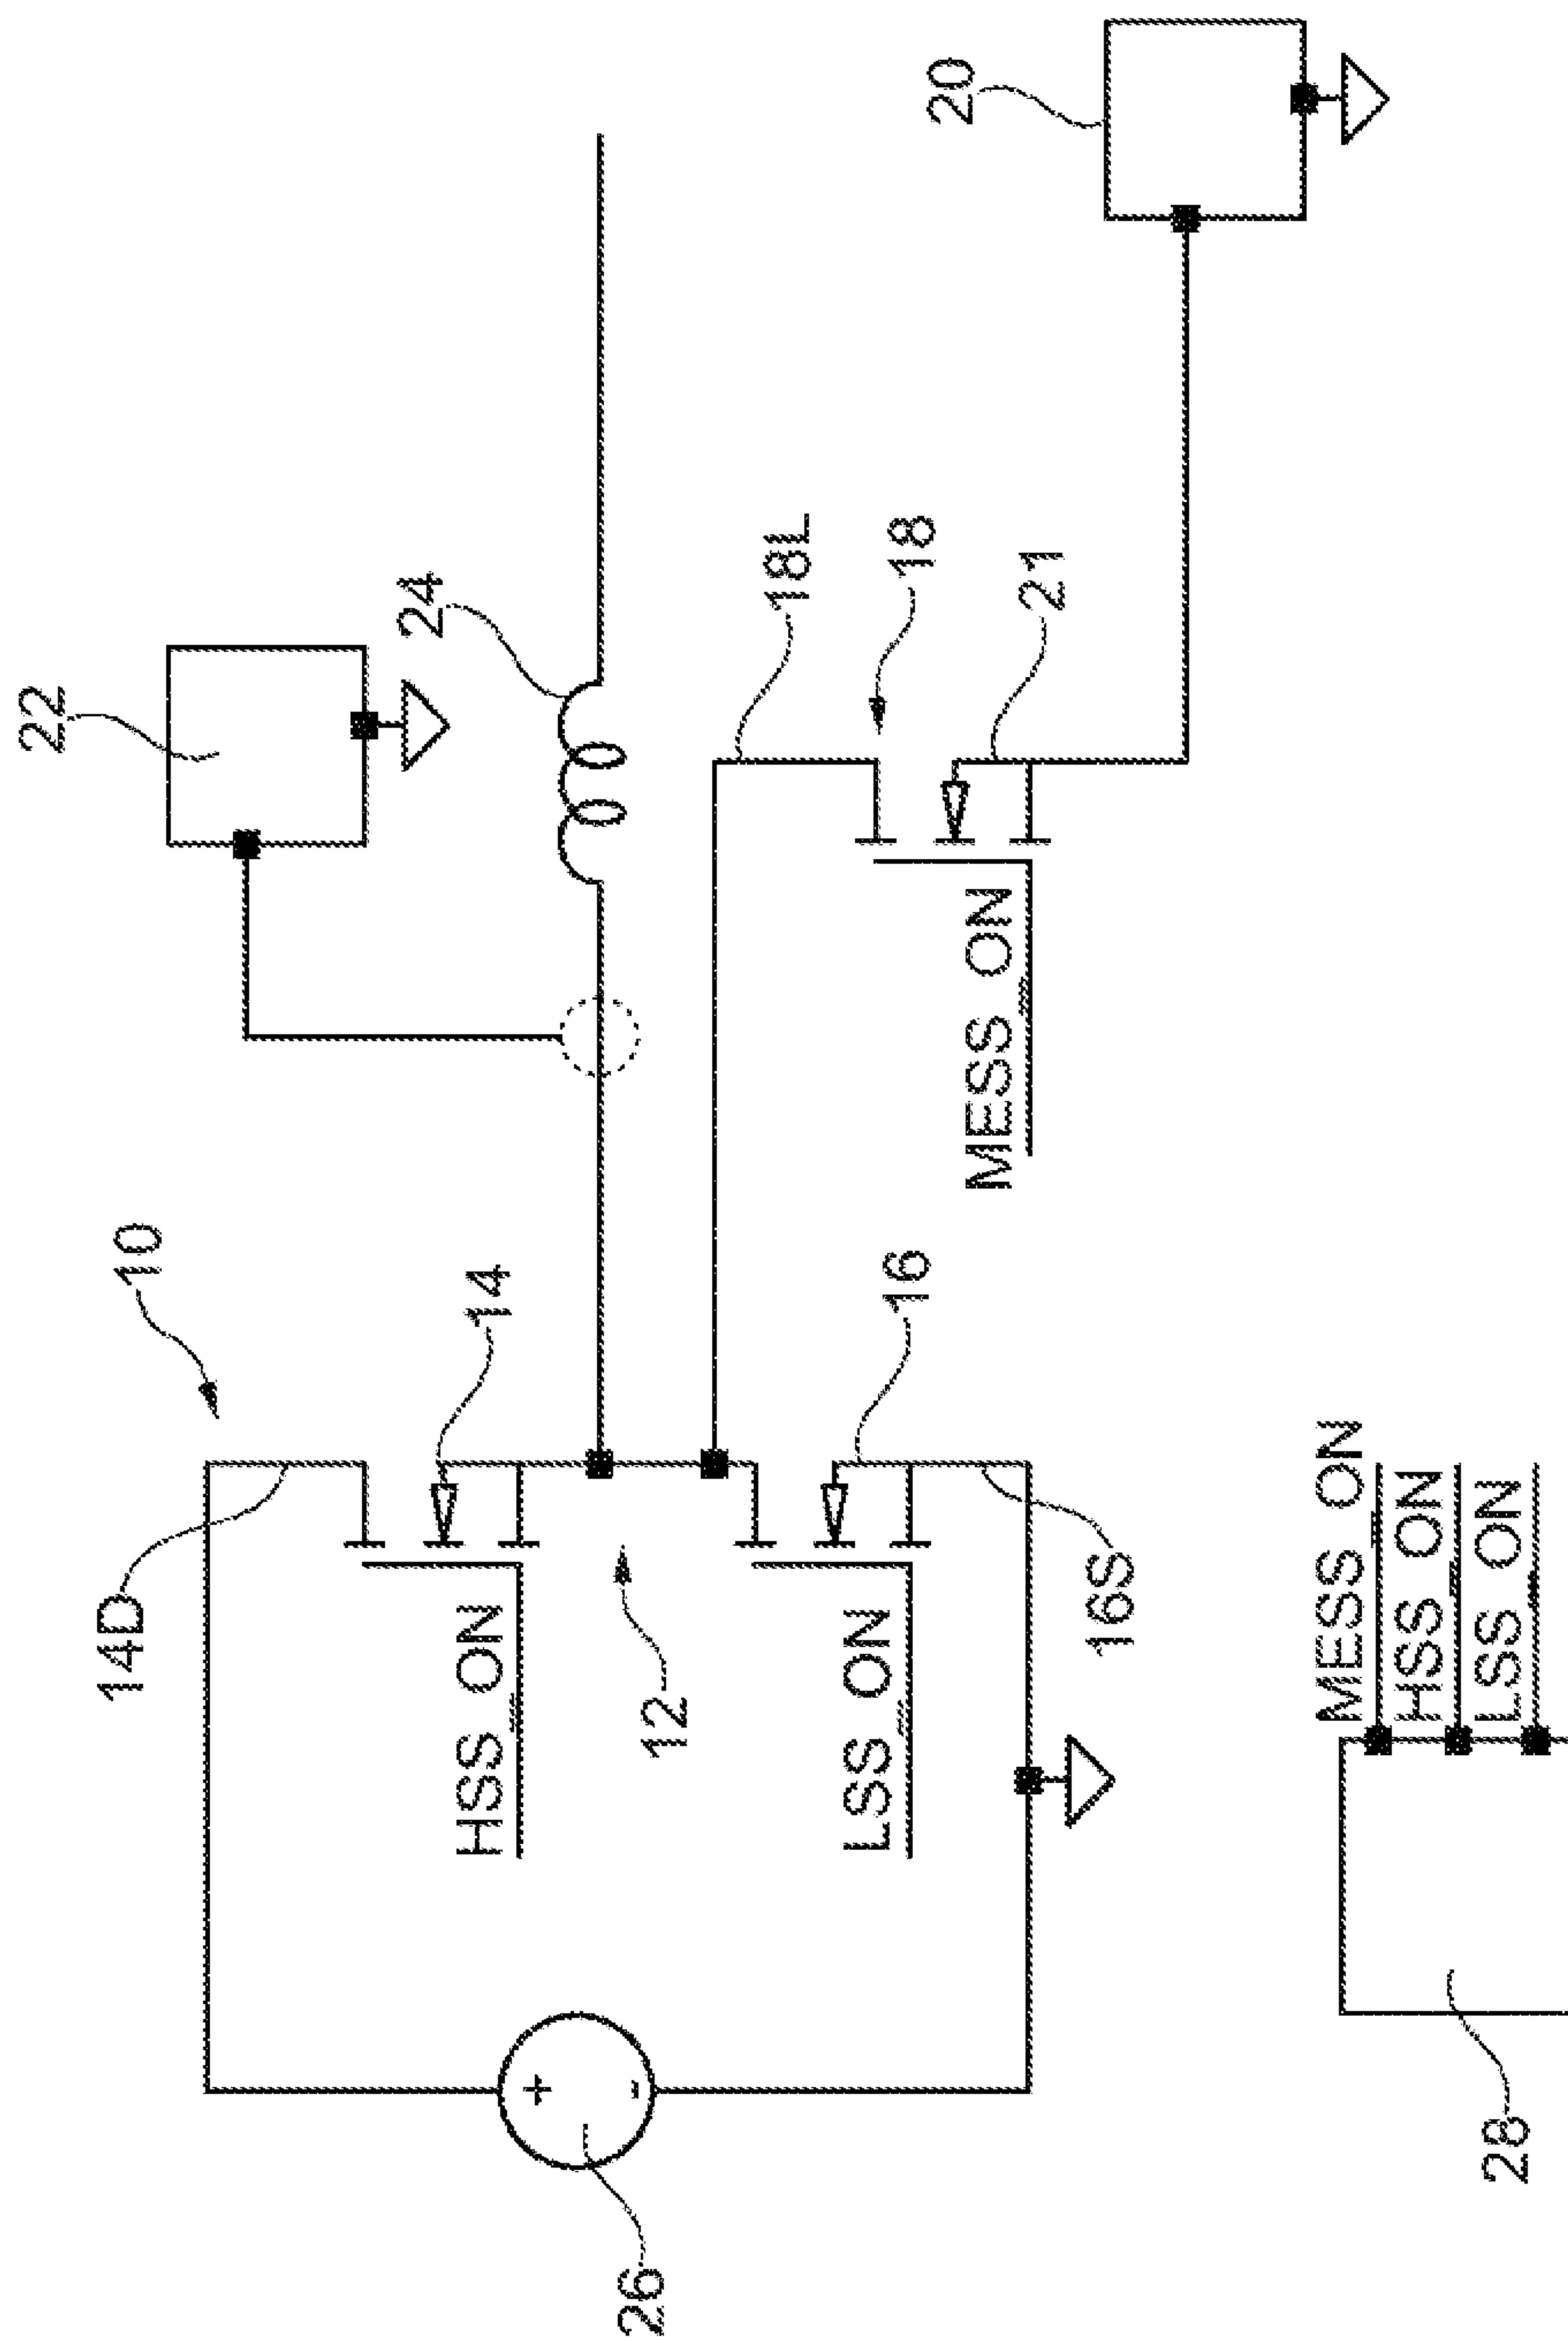 10
14D
14
HSS_ON
12
16
LSS_ON
16S
26
22
24
18L
18
21
MESS_ON
20
28
MESS_ON
HSS_ON
LSS_ON
+
-